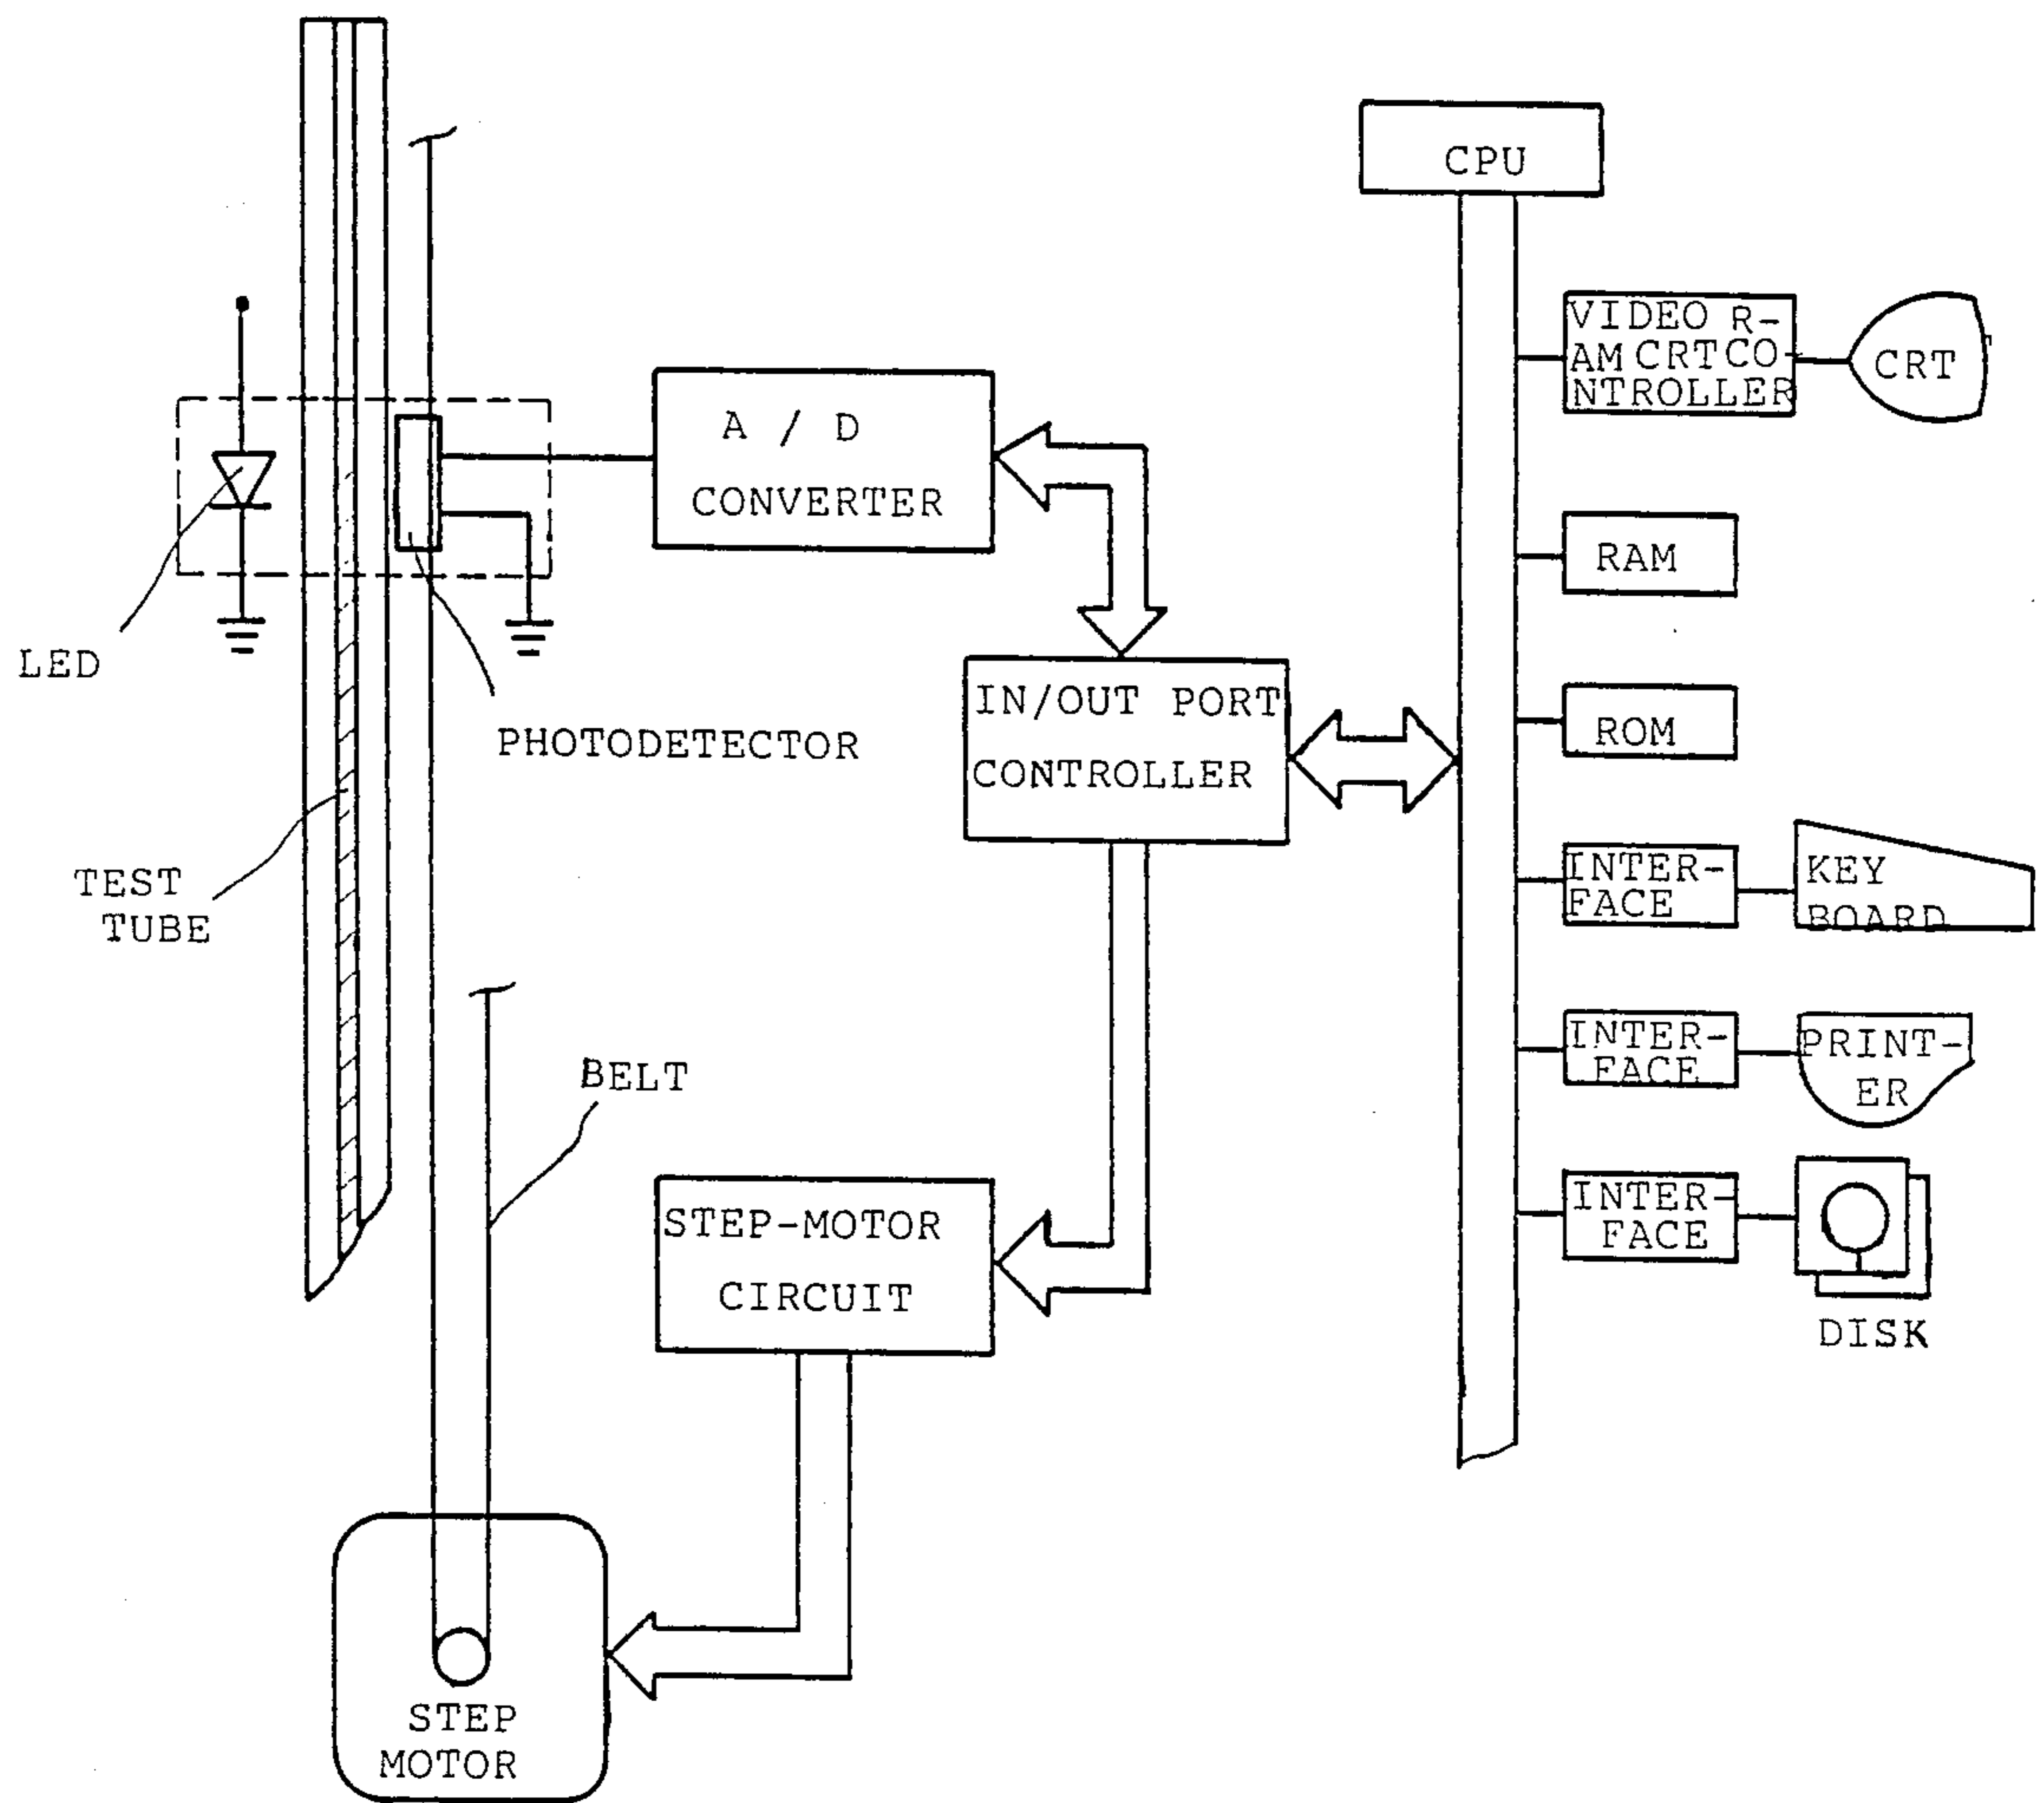 CPU
VIDEO R-
AM CRT CO-
NTROLLER
CRT
A / D
CONVERTER
RAM
LED
IN/OUT PORT
CONTROLLER
ROM
PHOTODETECTOR
TEST
TUBE
INTER-
FACE
KEY
BOARD
INTER-
FACE
PRINT-
ER
BELT
STEP-MOTOR
CIRCUIT
INTER-
FACE
DISK
STEP
MOTOR